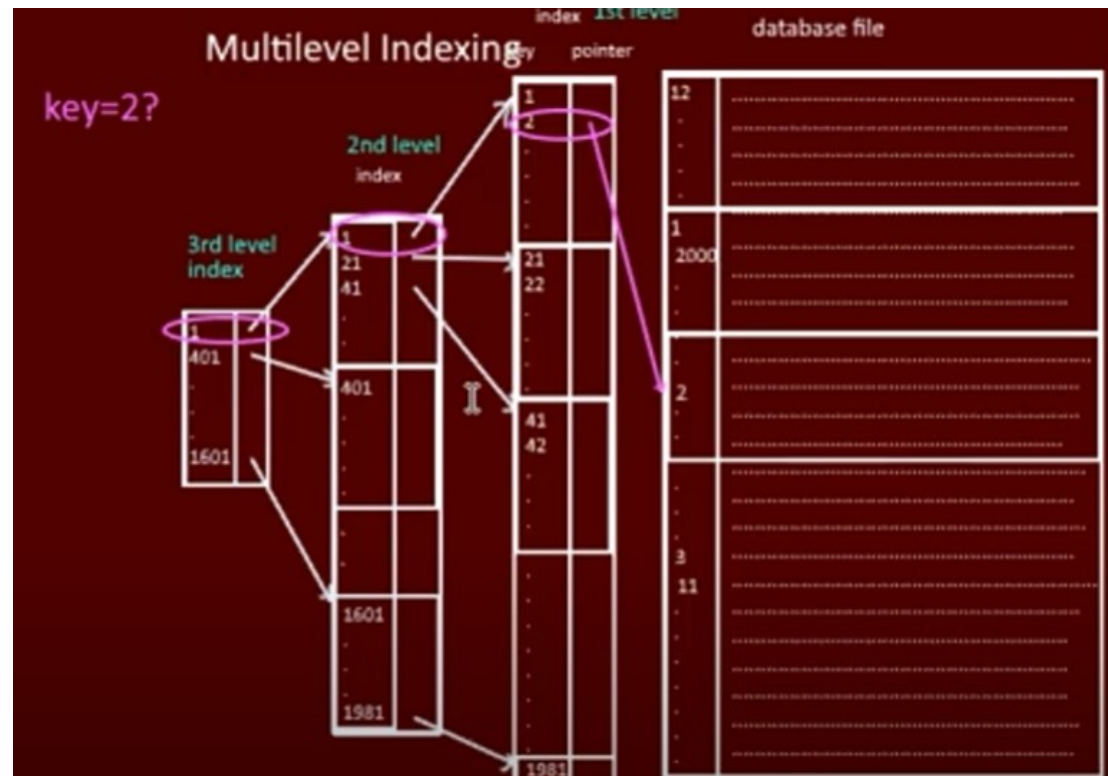 index 1st level
Multilevel Indexing
key pointer
database file
key=2?
2nd level
index
3rd level
index
1
401
1601
1
21
41
401
1601
1981
1
2
21
22
41
42
1981
12
1
2000
2
3
11